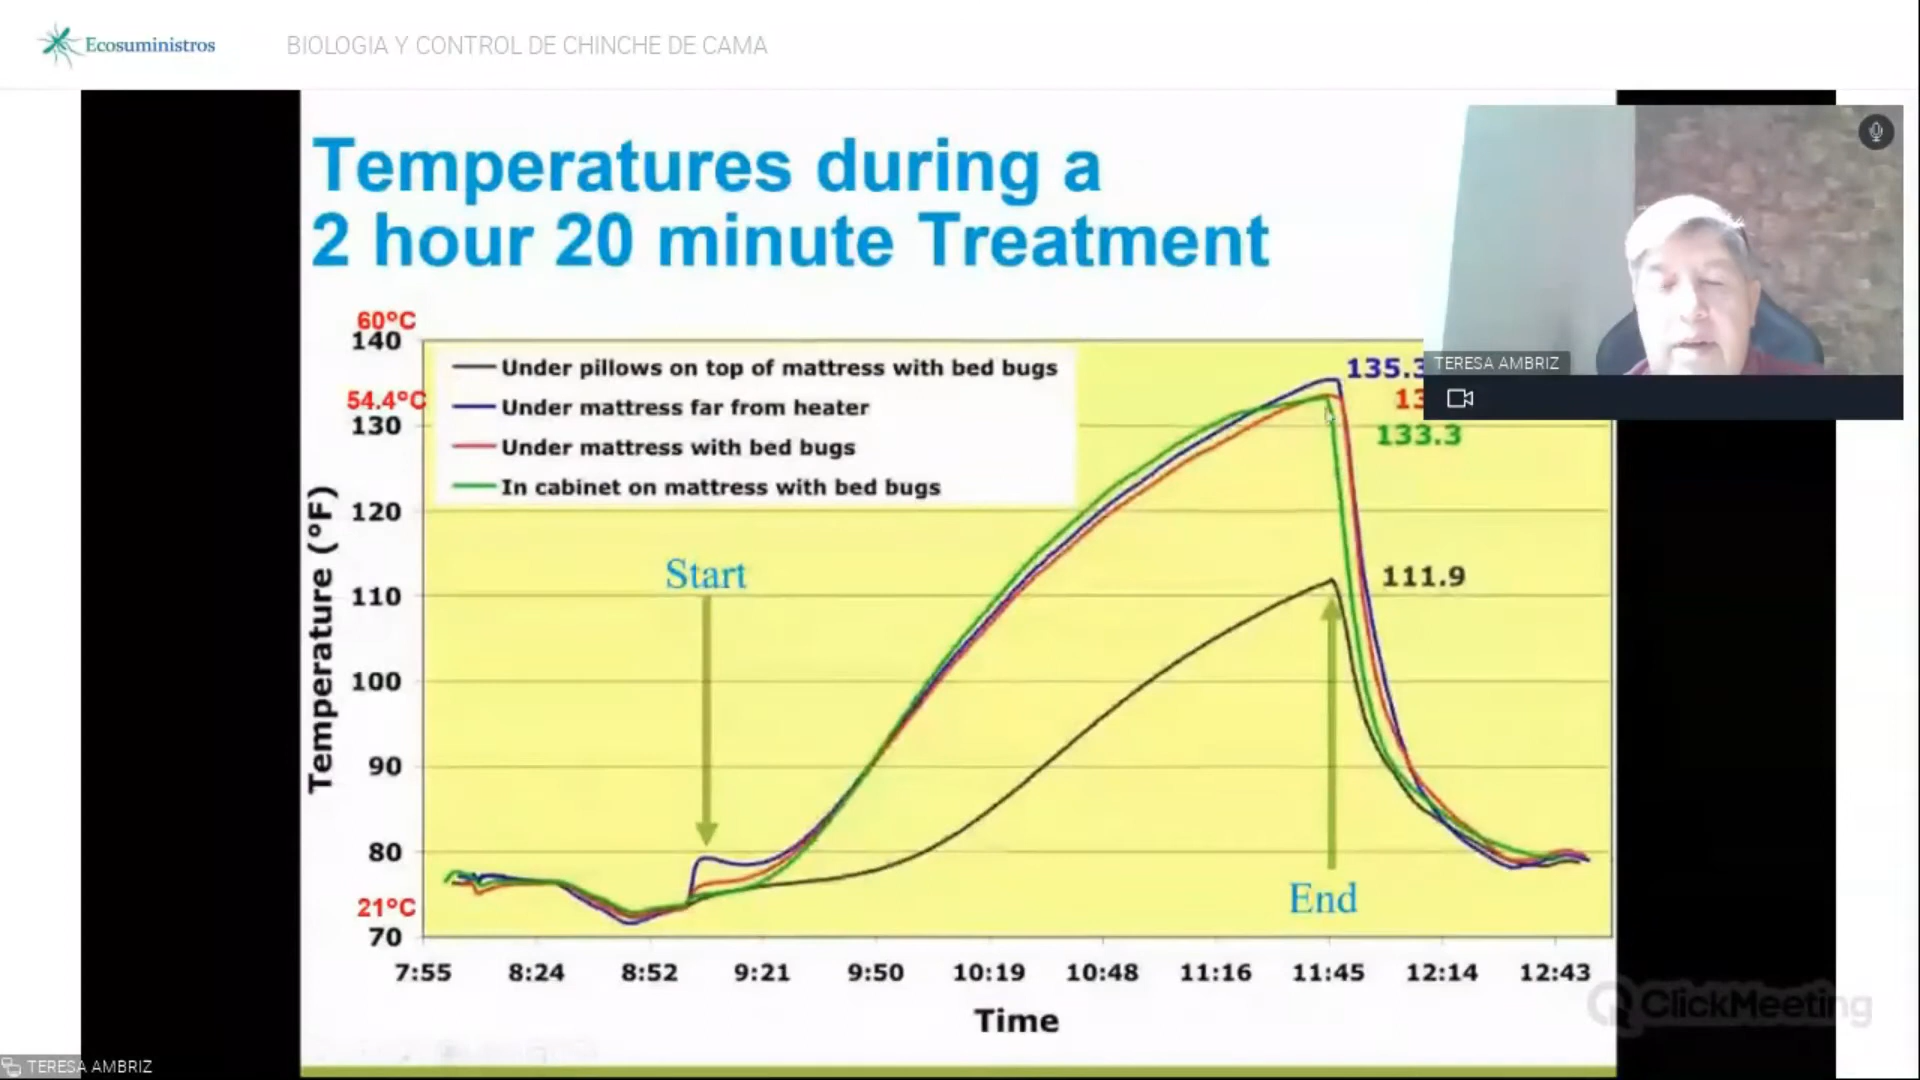 Ecosuministros
BIOLOGIA Y CONTROL DE CHINCHE DE CAMA
Temperatures during a
2 hour 20 minute Treatment
TERESA AMBRIZ
60°C
140
54.4°C
130
120
110
100
90
80
21°C
70
Temperature (°F)
Under pillows on top of mattress with bed bugs
Under mattress far from heater
Under mattress with bed bugs
In cabinet on mattress with bed bugs
135.3
13
133.3
111.9
Start
End
7:55 8:24 8:52 9:21 9:50 10:19 10:48 11:16 11:45 12:14 12:43
Time
ClickMeeting
TERESA AMBRIZ